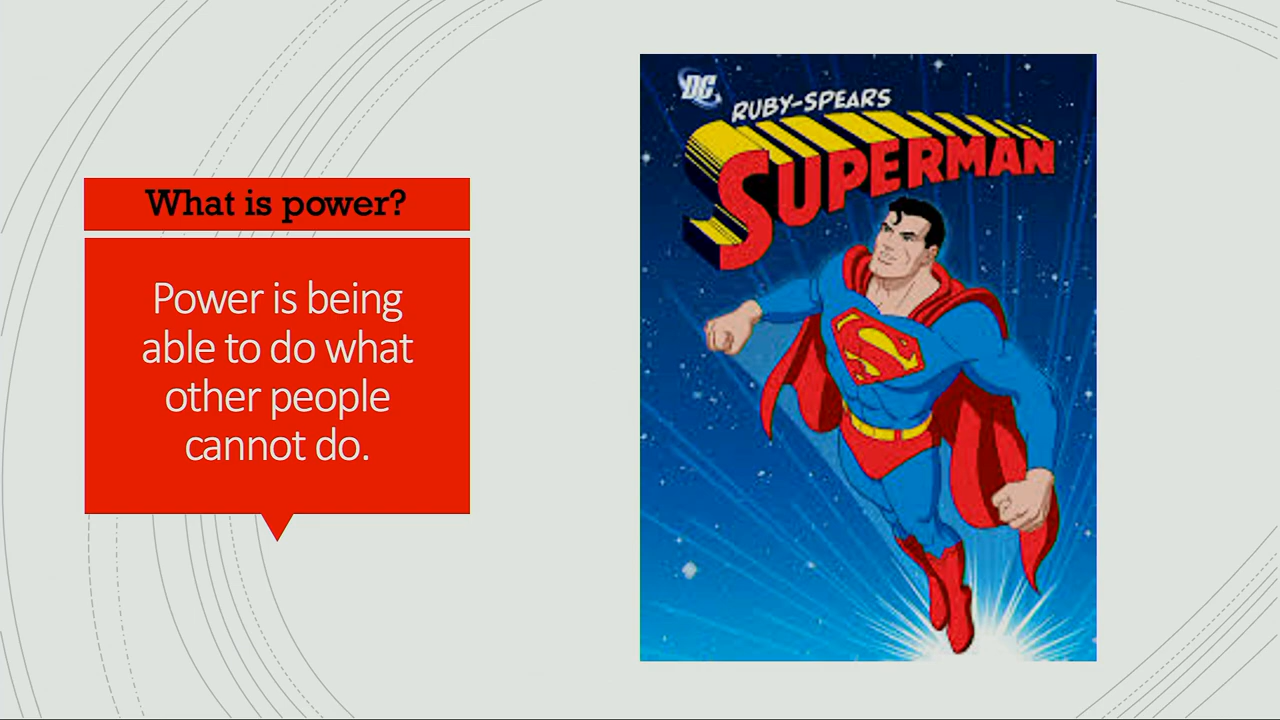 What is power?
Power is being
able to do what
other people
cannot do.
DC
RUBY-SPEARS
SUPERMAN
S